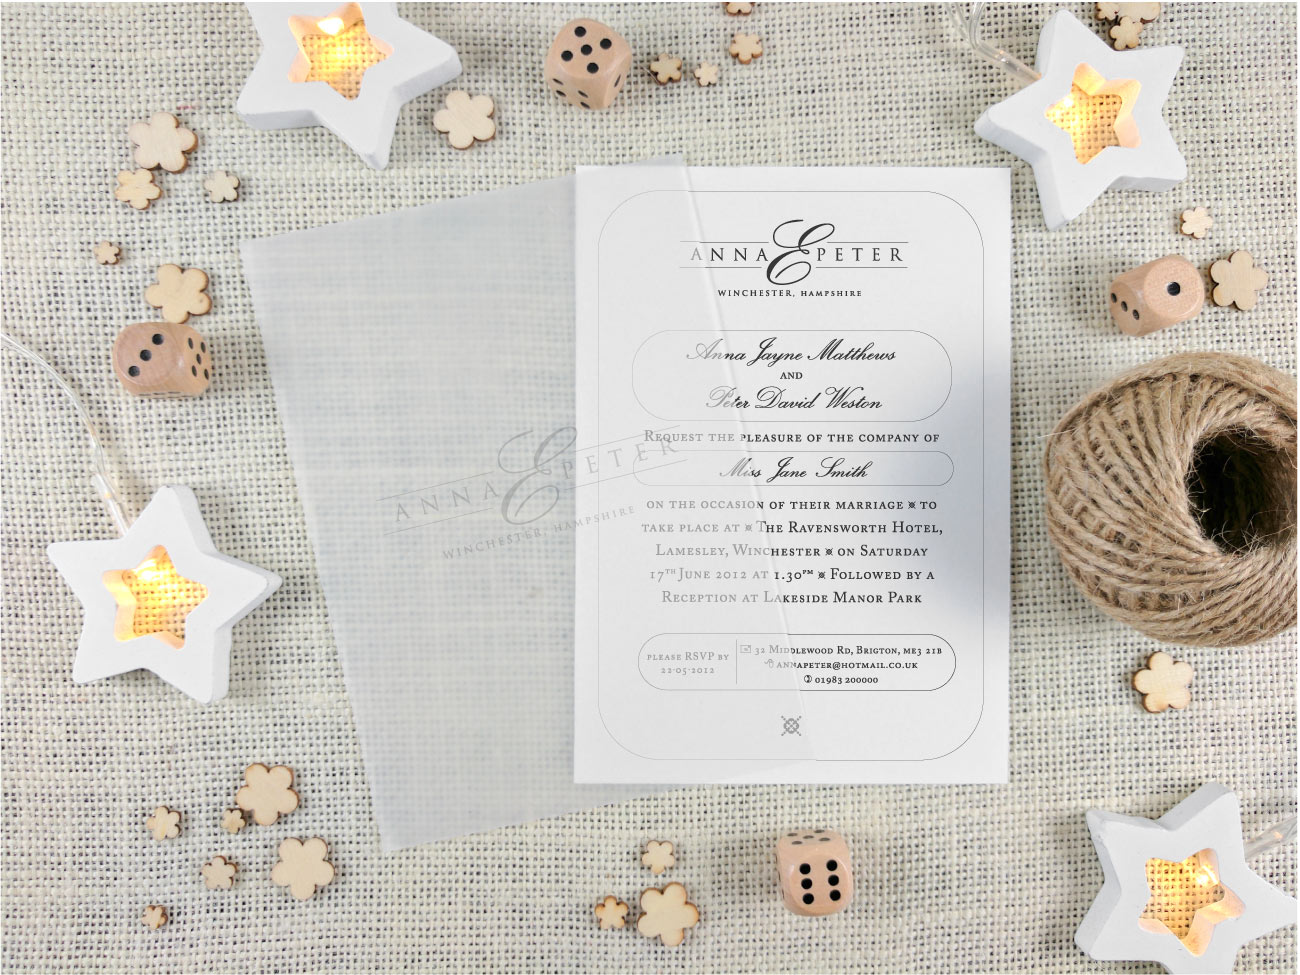 ANNA & PETER
WINCHESTER, HAMPSHIRE
Anna Jayne Matthews
AND
Peter David Weston
REQUEST THE PLEASURE OF THE COMPANY OF
Miss Jane Smith
ON THE OCCASION OF THEIR MARRIAGE TO
TAKE PLACE AT THE RAVENSWORTH HOTEL,
LAMESLEY, WINCHESTER ON SATURDAY
17TH JUNE 2012 AT 1.30PM FOLLOWED BY A
RECEPTION AT LAKESIDE MANOR PARK
PLEASE RSVP BY
22·05·2012
32 MIDDLEWOOD RD, BRIGTON, ME3 21B
ANNAPETER@HOTMAIL.CO.UK
01983 200000
ANNA & PETER
WINCHESTER, HAMPSHIRE